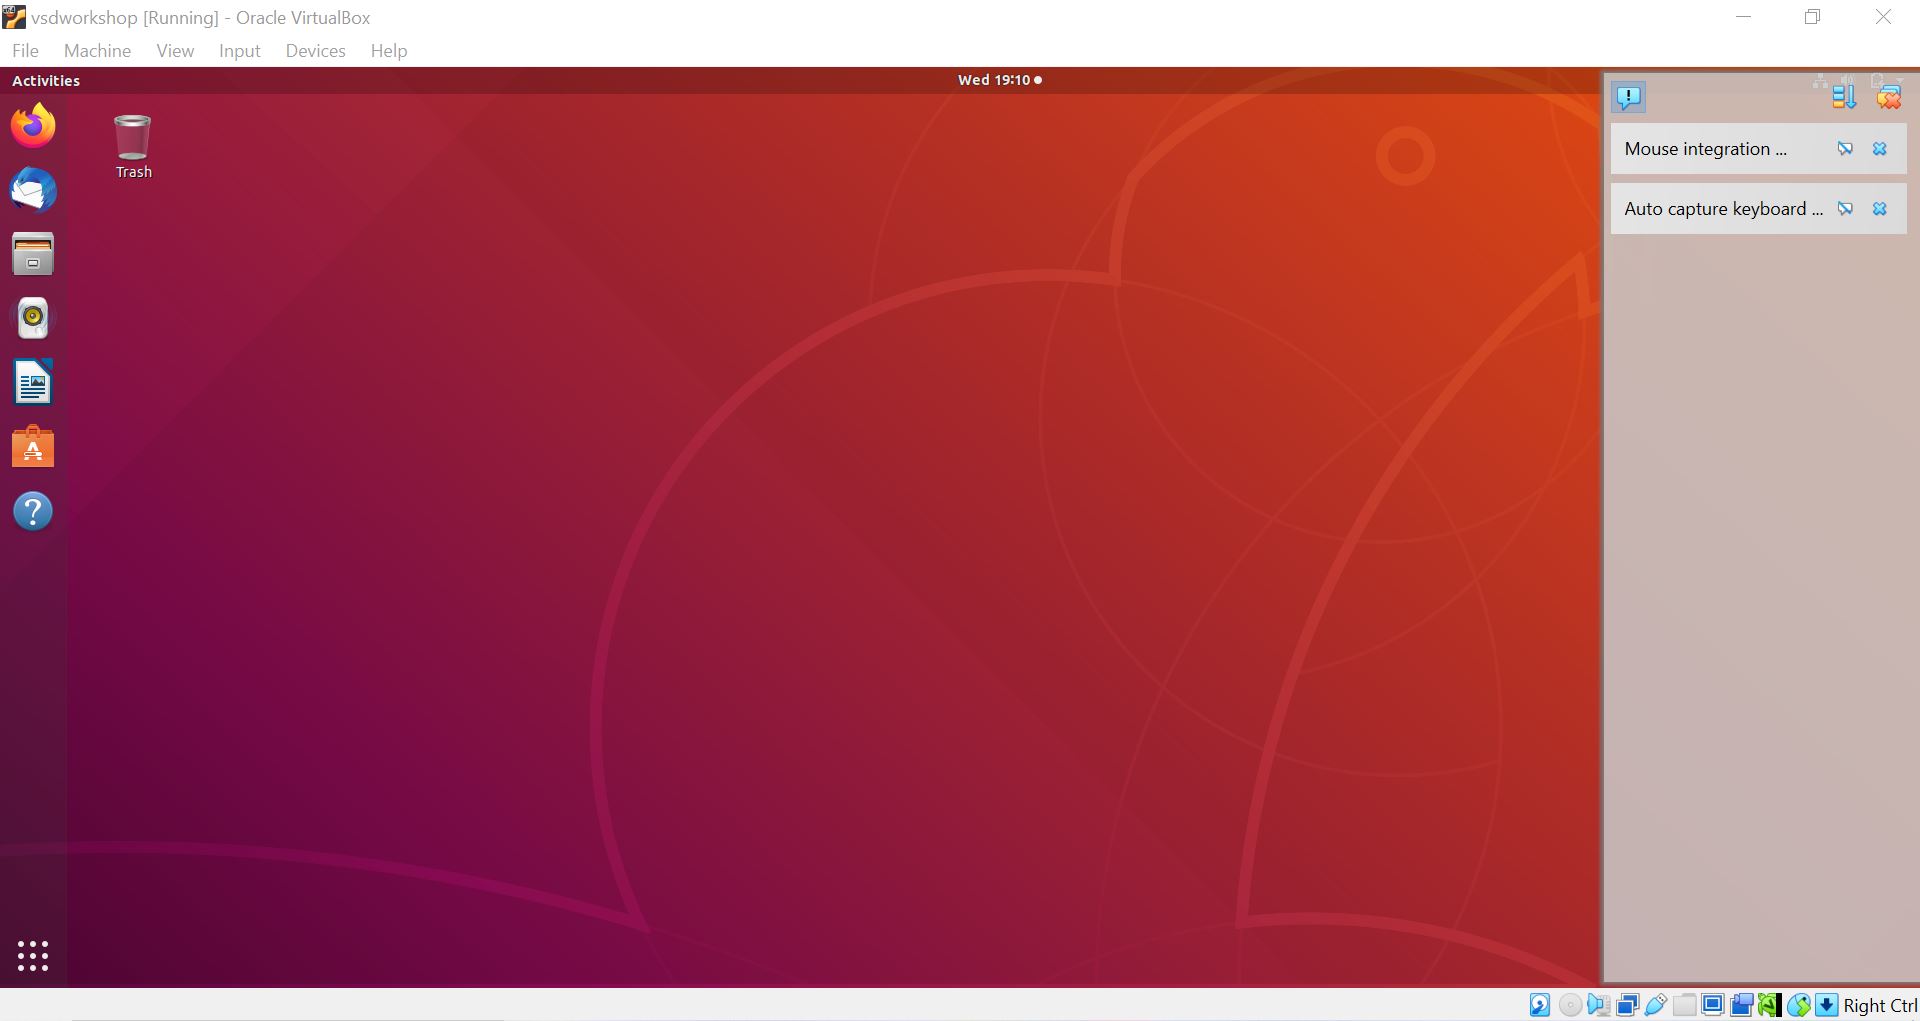 vsdworkshop [Running] - Oracle VirtualBox
File Machine View Input Devices Help
Activities
Wed 19:10
Trash
Mouse integration ...
Auto capture keyboard ...
Right Ctrl